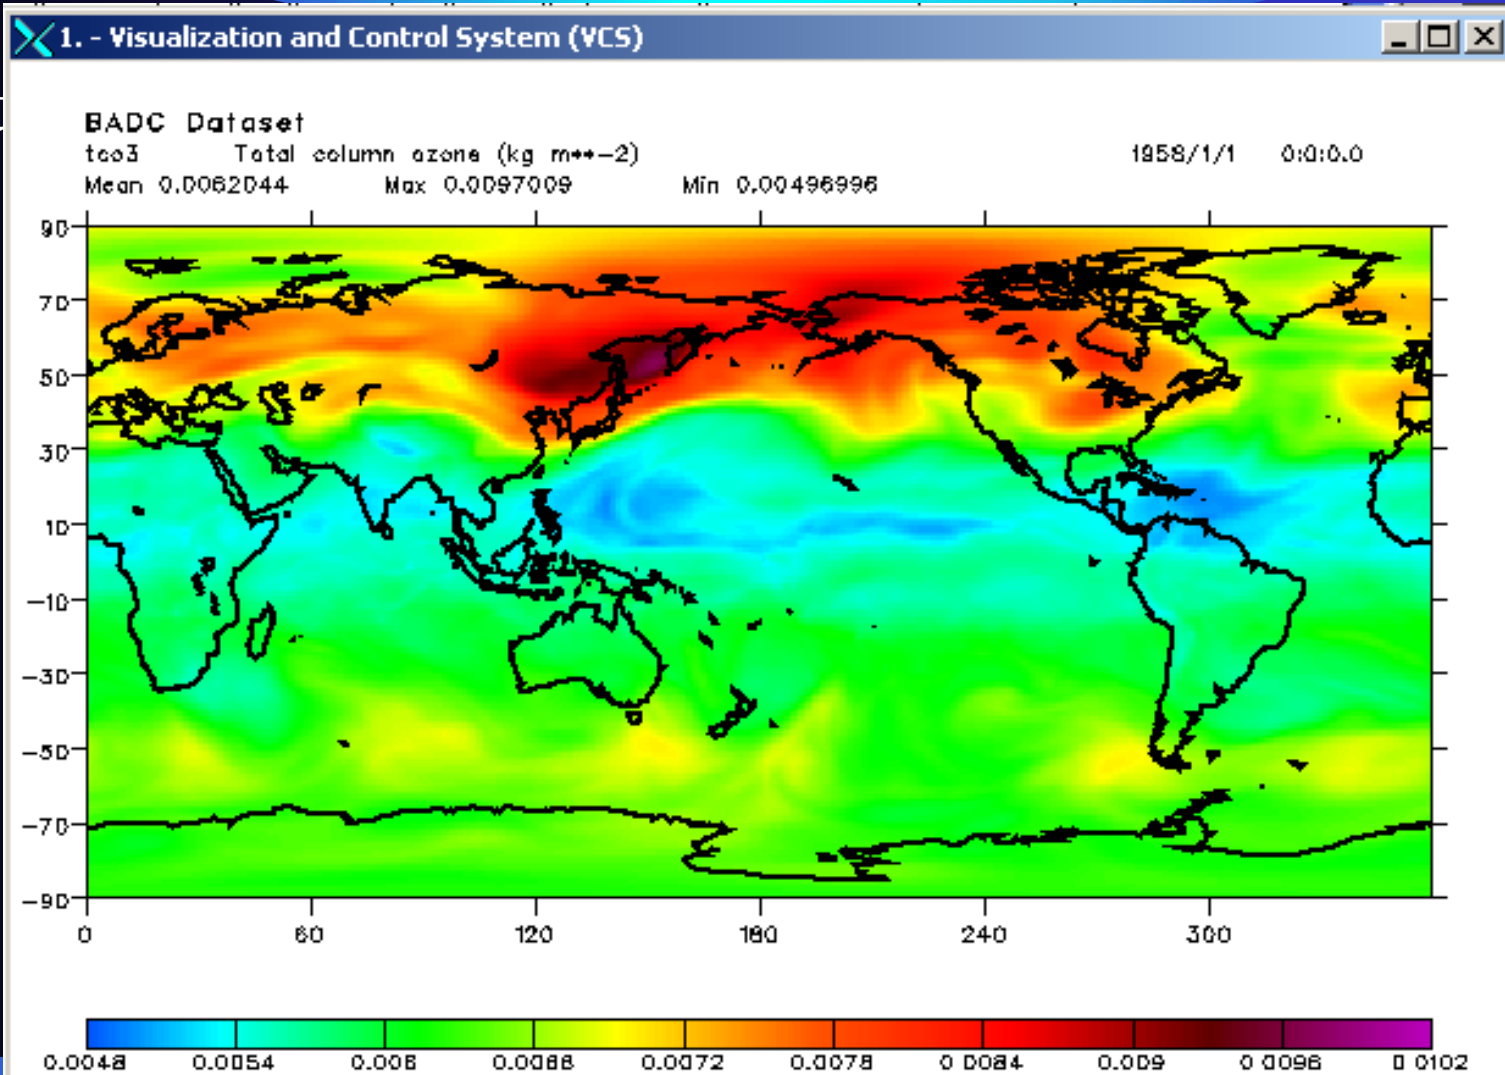 1. - Visualization and Control System (VCS)
BADC Dataset
tco3 Total column ozone (kg m**-2) 1958/1/1 0:0:0.0
Mean 0.0062044 Max 0.0097009 Min 0.00496996
90
70
50
30
10
-10
-30
-50
-70
-90
0 60 120 180 240 300
0.0048 0.0054 0.006 0.0066 0.0072 0.0078 0.0084 0.009 0.0096 0.0102